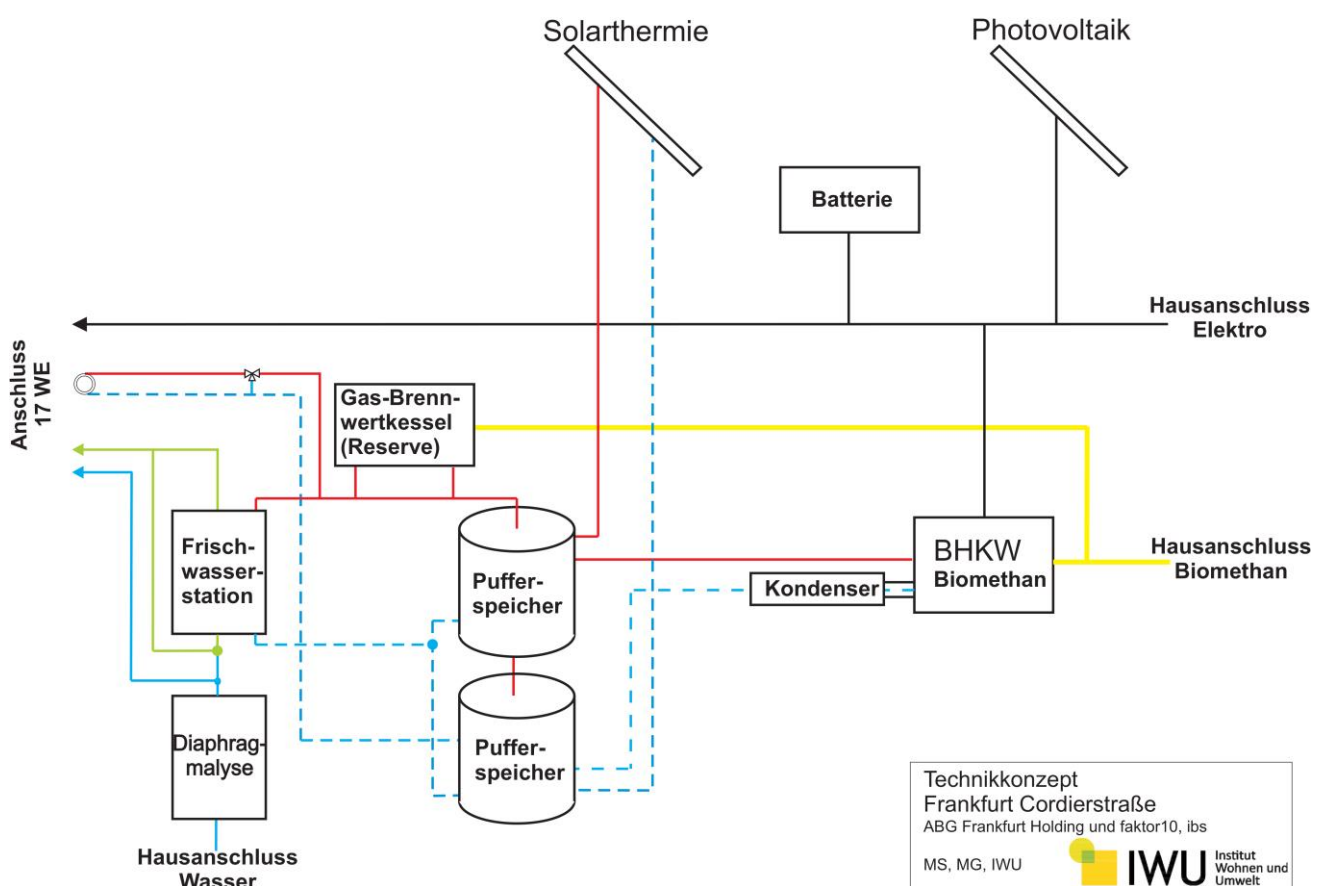 Solarthermie
Photovoltaik
Batterie
Hausanschluss
Elektro
Anschluss
17 WE
Gas-Brenn-
wertkessel
(Reserve)
Frisch-
wasser-
station
Puffer-
speicher
BHKW
Biomethan
Hausanschluss
Biomethan
Kondenser
Diaphrag-
malyse
Puffer-
speicher
Hausanschluss
Wasser
Technikkonzept
Frankfurt Cordierstraße
ABG Frankfurt Holding und faktor10, ibs
MS, MG, IWU
IWU
Institut
Wohnen und
Umwelt